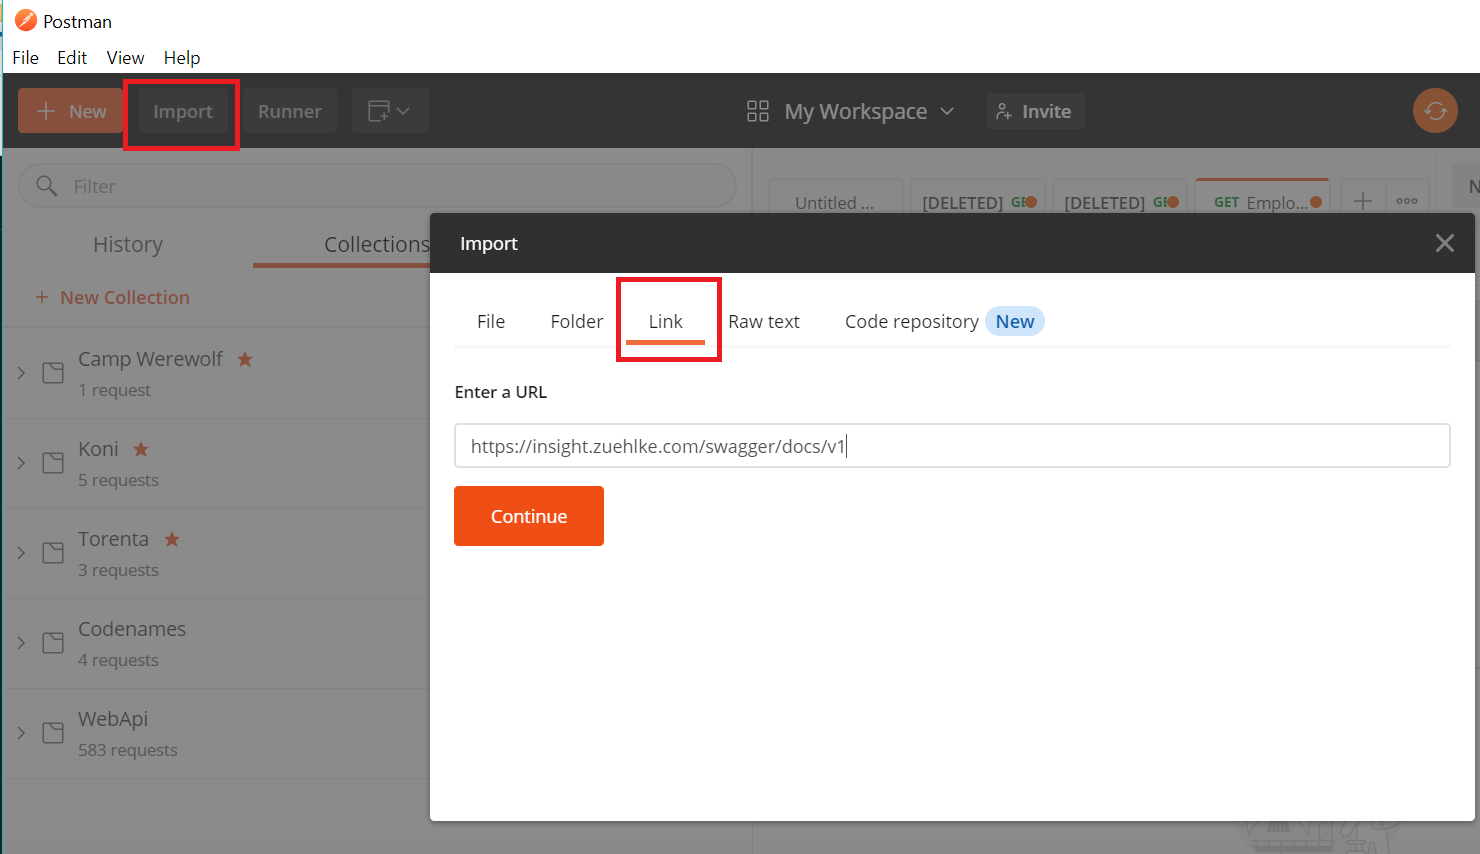 Postman
File Edit View Help
+ New Import Runner My Workspace Invite
Filter
Untitled ... [DELETED] GE [DELETED] GE GET Emplo... + N
History Collections
+ New Collection
Camp Werewolf
1 request
Koni
5 requests
Torenta
3 requests
Codenames
4 requests
WebApi
583 requests
Import
File Folder Link Raw text Code repository New
Enter a URL
https://insight.zuehlke.com/swagger/docs/v1
Continue